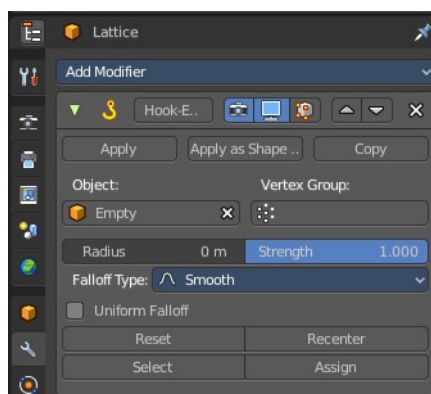 Lattice
Add Modifier
Hook-E..
Apply Apply as Shape .. Copy
Object: Vertex Group:
Empty
Radius 0 m Strength 1.000
Falloff Type: Smooth
Uniform Falloff
Reset Recenter
Select Assign